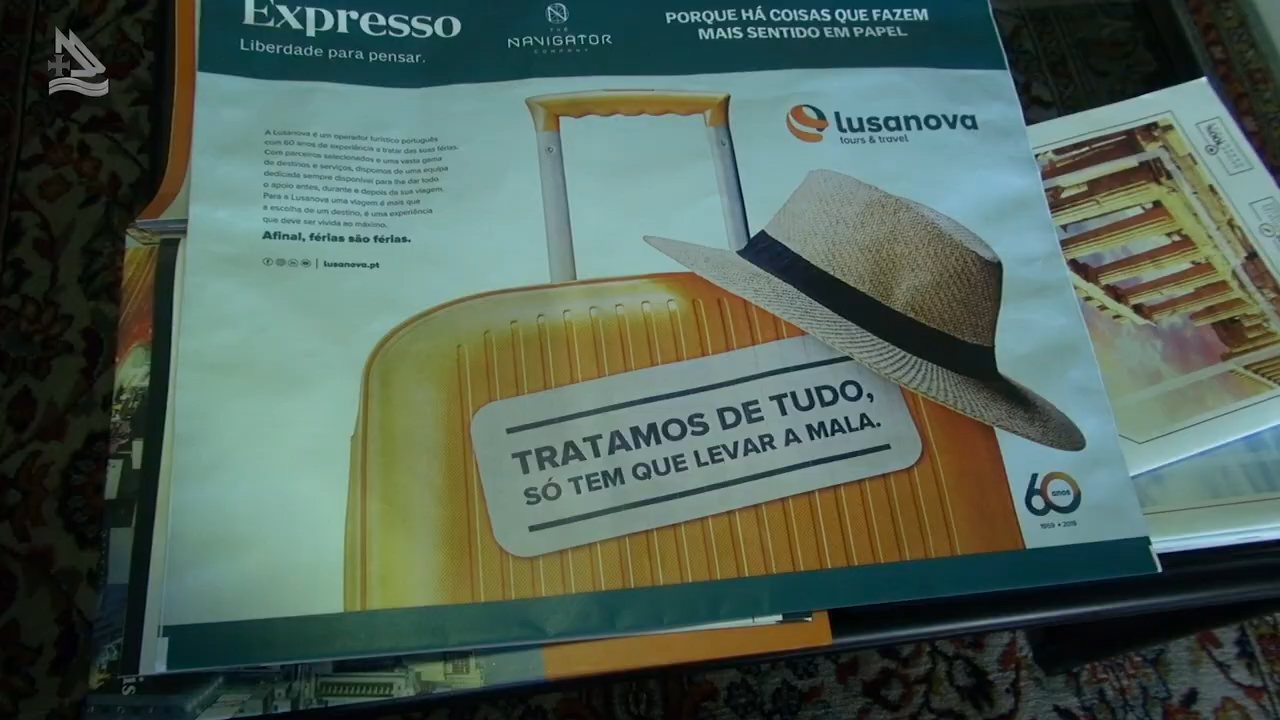 Expresso
Liberdade para pensar.
THE
NAVIGATOR
COMPANY
PORQUE HÁ COISAS QUE FAZEM
MAIS SENTIDO EM PAPEL
lusanova
tours & travel
A Lusanova é um operador turístico português
com 60 anos de experiência a tratar das suas férias.
Com parceiros selecionados e uma vasta gama
de destinos e serviços, dispomos de uma equipa
dedicada sempre disponível para lhe dar todo
o apoio antes, durante e depois da sua viagem.
Para a Lusanova uma viagem é mais que
a escolha de um destino, é uma experiência
que deve ser vivida ao máximo.
Afinal, férias são férias.
lusanova.pt
TRATAMOS DE TUDO,
SÓ TEM QUE LEVAR A MALA.
60 anos
1959 • 2019